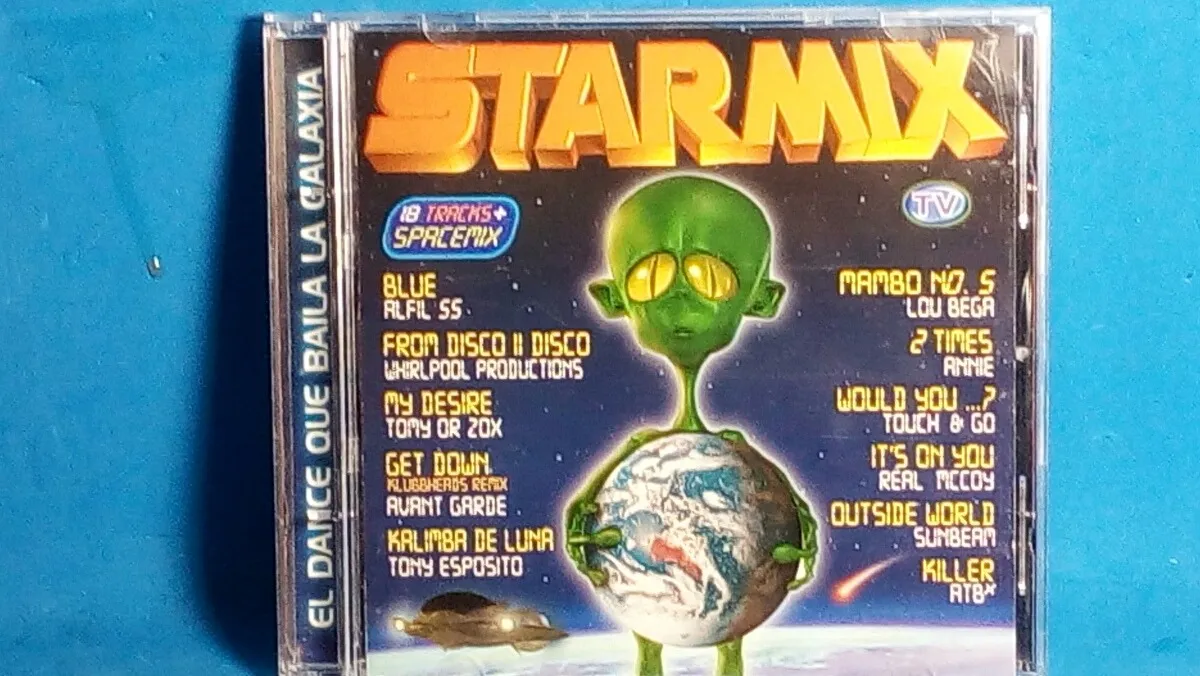 EL DANCE QUE BAILA LA GALAXIA
STARMIX
18 TRACKS +
SPACEMIX
TV
BLUE
ALFIL SS
FROM DISCO II DISCO
WHIRLPOOL PRODUCTIONS
MY DESIRE
TOMY OR ZOX
GET DOWN
KLUBBHEADS REMIX
AVANT GARDE
KALIMBA DE LUNA
TONY ESPOSITO
MAMBO NO. 5
LOU BEGA
2 TIMES
ANNIE
WOULD YOU ...?
TOUCH & GO
IT'S ON YOU
REAL MCCOY
OUTSIDE WORLD
SUNBEAM
KILLER
ATB*